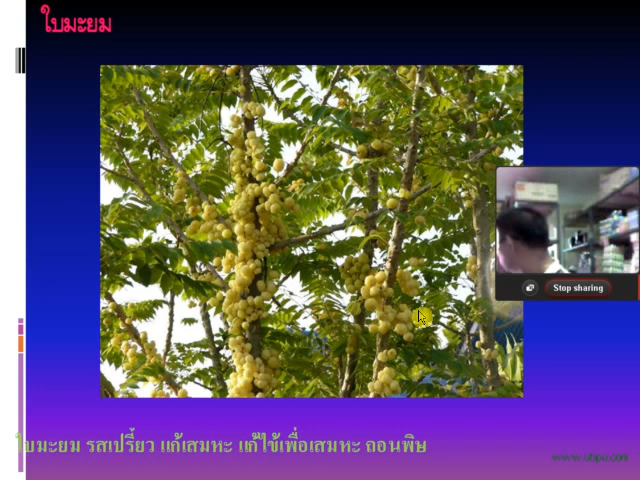 ใบมะยม
Stop sharing
ใบมะยม รสเปรี้ยว แก้เสมหะ แก้ไข้เพื่อเสมหะ ถอนพิษ